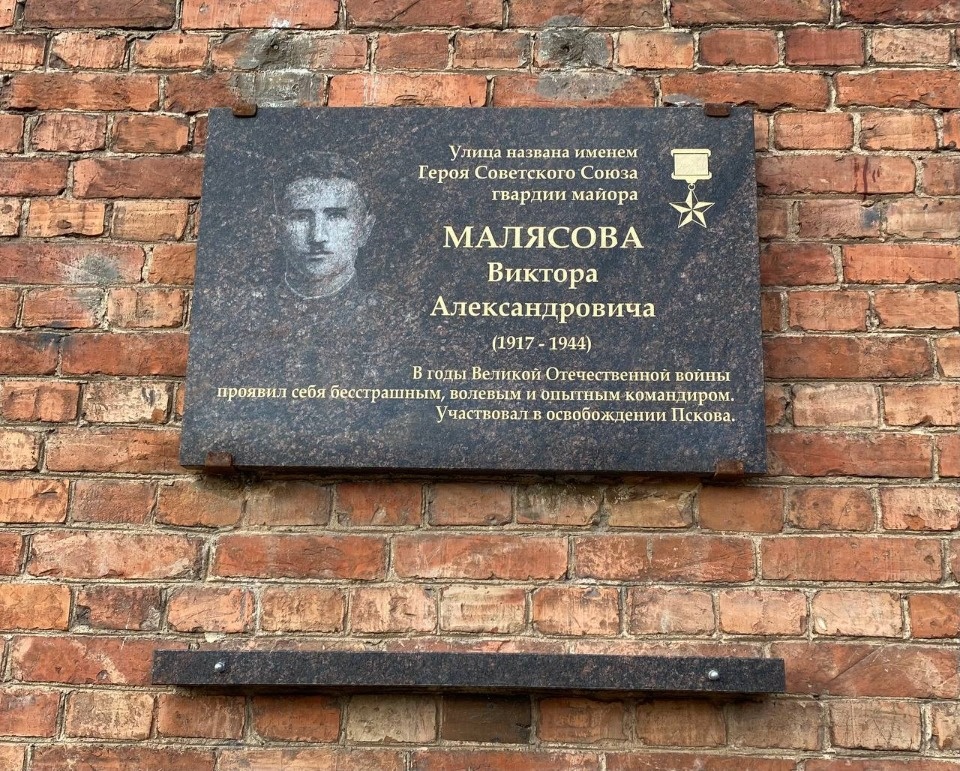 Улица названа именем
Героя Советского Союза
гвардии майора
МАЛЯСОВА
Виктора
Александровича
(1917 - 1944)
В годы Великой Отечественной войны
проявил себя бесстрашным, волевым и опытным командиром.
Участвовал в освобождении Пскова.